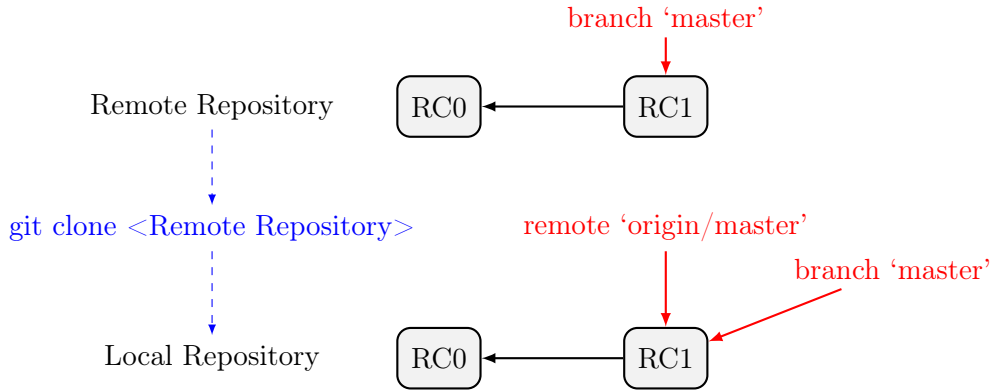 branch ‘master’
Remote Repository
RC0
RC1
git clone <Remote Repository>
remote ‘origin/master’
branch ‘master’
Local Repository
RC0
RC1